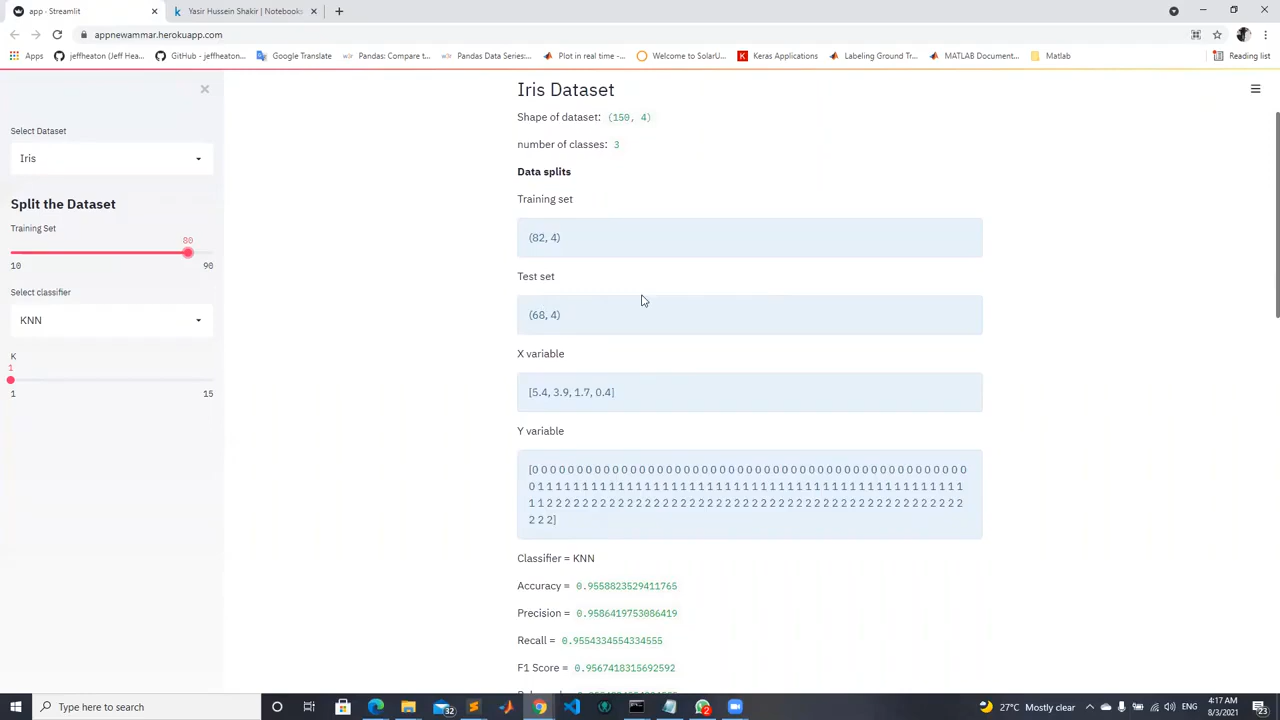 app · Streamlit
Yasir Hussein Shakir | Notebooks
appnewammar.herokuapp.com
Apps
jeffheaton (Jeff Hea...
GitHub - jeffheaton...
Google Translate
Pandas: Compare t...
Pandas Data Series:...
Plot in real time -...
Welcome to SolarU...
Keras Applications
Labeling Ground Tr...
MATLAB Document...
Matlab
Reading list
Select Dataset
Iris
Split the Dataset
Training Set
80
10
90
Select classifier
KNN
K
1
1
15
Iris Dataset
Shape of dataset: (150, 4)
number of classes: 3
Data splits
Training set
(82, 4)
Test set
(68, 4)
X variable
[5.4, 3.9, 1.7, 0.4]
Y variable
[0 0 0 0 0 0 0 0 0 0 0 0 0 0 0 0 0 0 0 0 0 0 0 0 0 0 0 0 0 0 0 0 0 0 0 0 0 0 0 0 0 0 0 0 0 0 0 0 0
0 1 1 1 1 1 1 1 1 1 1 1 1 1 1 1 1 1 1 1 1 1 1 1 1 1 1 1 1 1 1 1 1 1 1 1 1 1 1 1 1 1 1 1 1 1 1 1 1
1 1 2 2 2 2 2 2 2 2 2 2 2 2 2 2 2 2 2 2 2 2 2 2 2 2 2 2 2 2 2 2 2 2 2 2 2 2 2 2 2 2 2 2 2 2 2 2 2
2 2 2]
Classifier = KNN
Accuracy = 0.9558823529411765
Precision = 0.9586419753086419
Recall = 0.9554334554334555
F1 Score = 0.9567418315692592
Type here to search
32
2
27°C Mostly clear
ENG
4:17 AM
8/3/2021
23